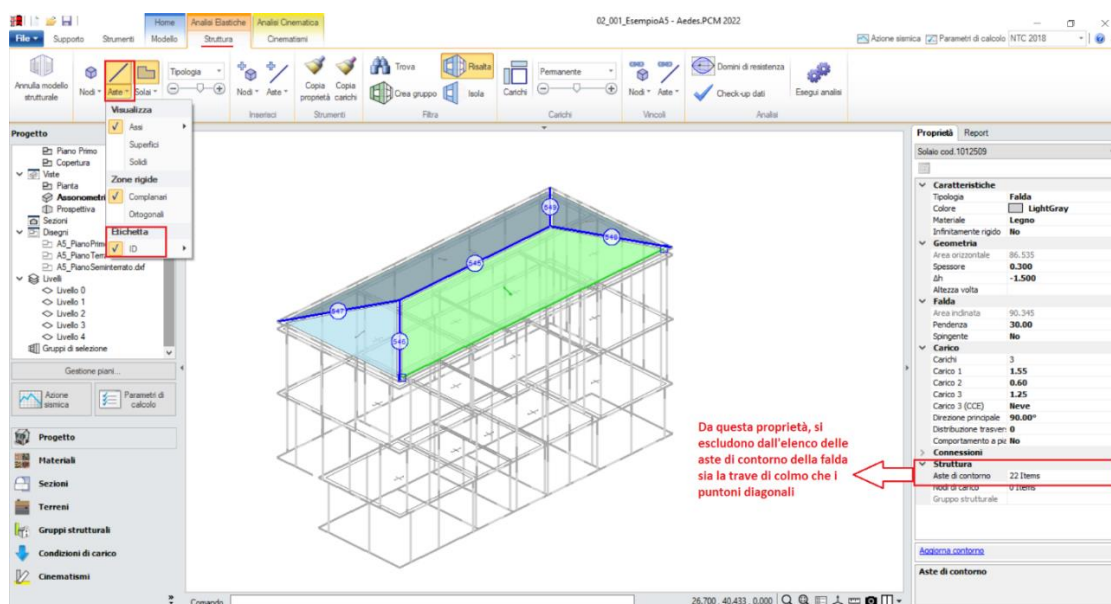 Home Analisi Elastiche Analisi Cinematica 02_001_EsempioA5 - Aedes.PCM 2022
File Supporto Strumenti Modello Struttura Cinematismi Azione sismica Parametri di calcolo NTC 2018
Annulla modello strutturale
Nodi Aste Solai
Tipologia
Nodi Aste
Copia proprietà
Copia carichi
Trova
Crea gruppo
Risalta
Isola
Carichi
Permanente
Nodi Aste
Domini di resistenza
Check-up dati
Esegui analisi
Inserisci Strumenti Filtra Carichi Vincoli Analisi
Visualizza
Assi
Superfici
Solidi
Zone rigide
Complanari
Ortogonali
Etichetta
ID
Progetto
Piano Primo
Copertura
Viste
Pianta
Assonometri
Prospettiva
Sezioni
Disegni
A5_PianoPrim
A5_PianoTerr
A5_PianoSeminterrato.dxf
Livelli
Livello 0
Livello 1
Livello 2
Livello 3
Livello 4
Gruppi di selezione
Gestione piani...
Azione sismica
Parametri di calcolo
Progetto
Materiali
Sezioni
Terreni
Gruppi strutturali
Condizioni di carico
Cinematismi
549
548
545
547
546
Da questa proprietà, si
escludono dall'elenco delle
aste di contorno della falda
sia la trave di colmo che i
puntoni diagonali
Proprietà Report
Solaio cod.1012509
Caratteristiche
Tipologia Falda
Colore LightGray
Materiale Legno
Infinitamente rigido No
Geometria
Area orizzontale 86.535
Spessore 0.300
Δh -1.500
Altezza volta
Falda
Area inclinata 90.345
Pendenza 30.00
Spingente No
Carico
Carichi 3
Carico 1 1.55
Carico 2 0.60
Carico 3 1.25
Carico 3 (CCE) Neve
Direzione principale 90.00°
Distribuzione trasver: 0
Comportamento a pia No
Connessioni
Struttura
Aste di contorno 22 Items
Nodi di carico 0 Items
Gruppo strutturale
Aggiorna contorno
Aste di contorno
Comando 26.700 40.433 0.000